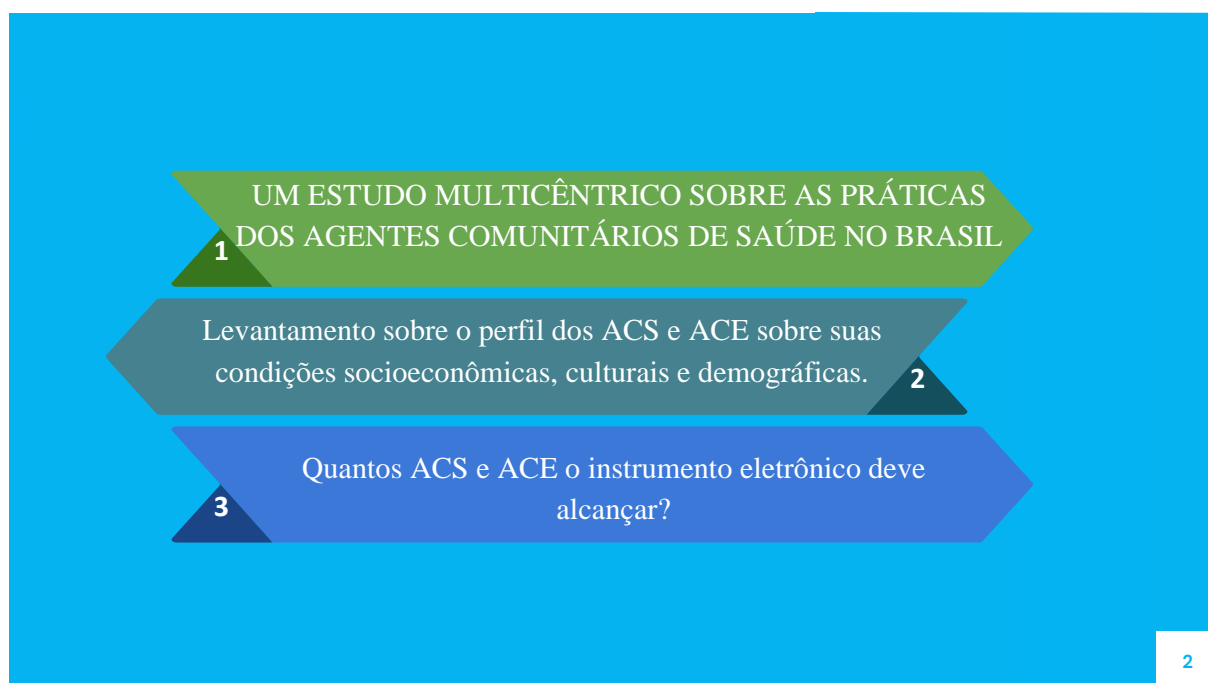 UM ESTUDO MULTICÊNTRICO SOBRE AS PRÁTICAS
DOS AGENTES COMUNITÁRIOS DE SAÚDE NO BRASIL
1
Levantamento sobre o perfil dos ACS e ACE sobre suas
condições socioeconômicas, culturais e demográficas.
2
Quantos ACS e ACE o instrumento eletrônico deve
alcançar?
3
2